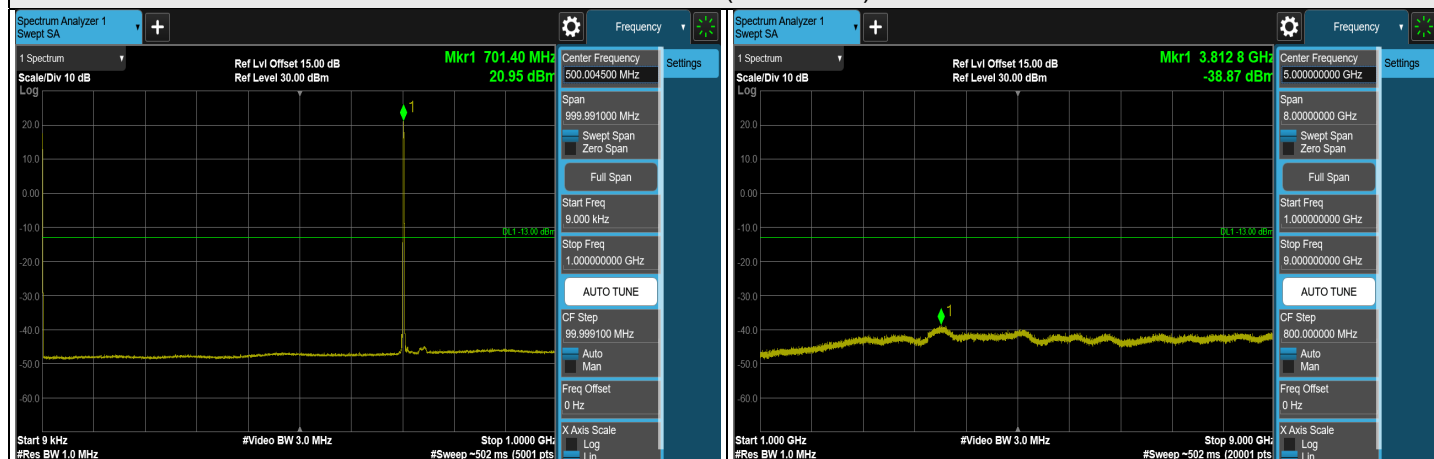 Spectrum Analyzer 1
Swept SA
+
Frequency
1 Spectrum
Ref Lvl Offset 15.00 dB
Mkr1 701.40 MHz
Scale/Div 10 dB
Ref Level 30.00 dBm
20.95 dBm
Log
1
20.0
10.0
0.00
-10.0
DL1 -13.00 dBm
-20.0
-30.0
-40.0
-50.0
-60.0
Start 9 kHz
#Video BW 3.0 MHz
Stop 1.0000 GHz
#Res BW 1.0 MHz
#Sweep ~502 ms (5001 pts
Center Frequency
500.004500 MHz
Settings
Span
999.991000 MHz
Swept Span
Zero Span
Full Span
Start Freq
9.000 kHz
Stop Freq
1.000000000 GHz
AUTO TUNE
CF Step
99.999100 MHz
Auto
Man
Freq Offset
0 Hz
X Axis Scale
Log
Lin
Spectrum Analyzer 1
Swept SA
+
Frequency
1 Spectrum
Ref Lvl Offset 15.00 dB
Mkr1 3.812 8 GHz
Scale/Div 10 dB
Ref Level 30.00 dBm
-38.87 dBm
Log
20.0
10.0
0.00
-10.0
DL1 -13.00 dBm
-20.0
-30.0
1
-40.0
-50.0
-60.0
Start 1.000 GHz
#Video BW 3.0 MHz
Stop 9.000 GHz
#Res BW 1.0 MHz
#Sweep ~502 ms (20001 pts
Center Frequency
5.000000000 GHz
Settings
Span
8.00000000 GHz
Swept Span
Zero Span
Full Span
Start Freq
1.000000000 GHz
Stop Freq
9.000000000 GHz
AUTO TUNE
CF Step
800.000000 MHz
Auto
Man
Freq Offset
0 Hz
X Axis Scale
Log
Lin